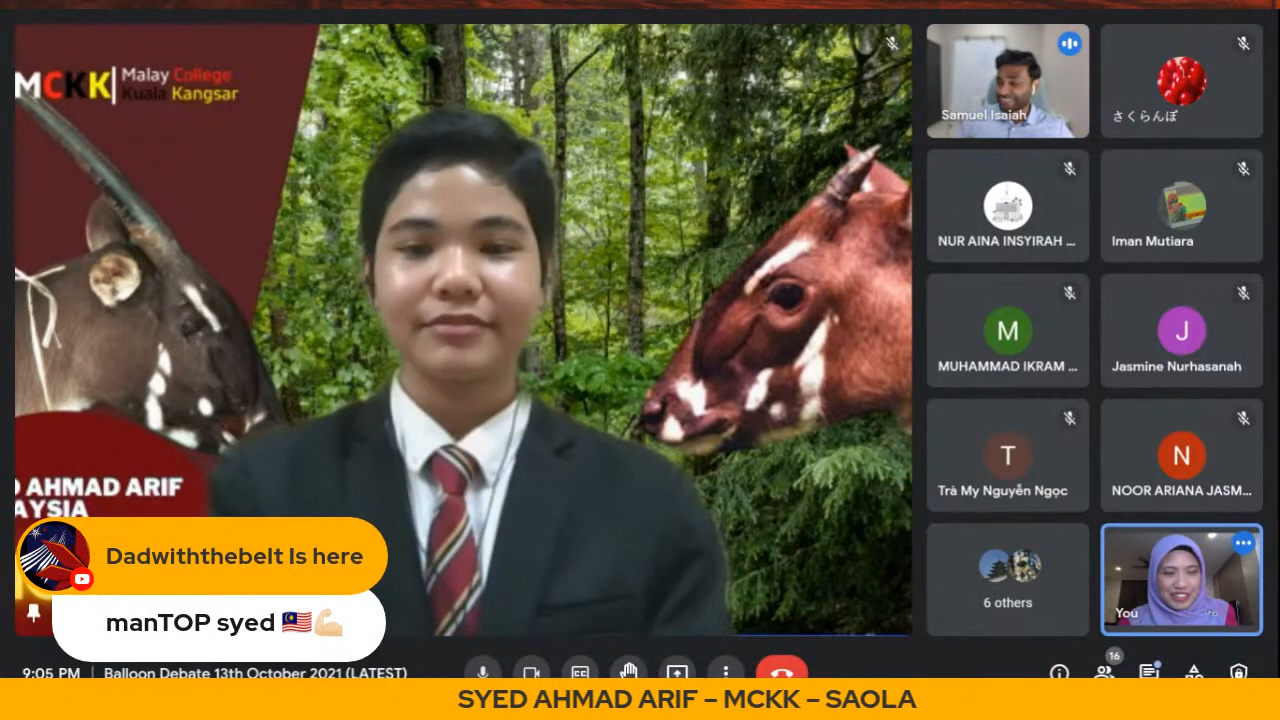 MCKK
Malay College
Kuala Kangsar
D AHMAD ARIF
AYSIA
Dadwiththebelt Is here
manTOP syed 🇲🇾💪🏻
Samuel Isaiah
さくらんぼ
NUR AINA INSYIRAH ...
Iman Mutiara
M
MUHAMMAD IKRAM ...
J
Jasmine Nurhasanah
T
Trà My Nguyễn Ngọc
N
NOOR ARIANA JASM...
6 others
You
9:05 PM | Balloon Debate 13th October 2021 (LATEST)
CC
16
SYED AHMAD ARIF – MCKK – SAOLA